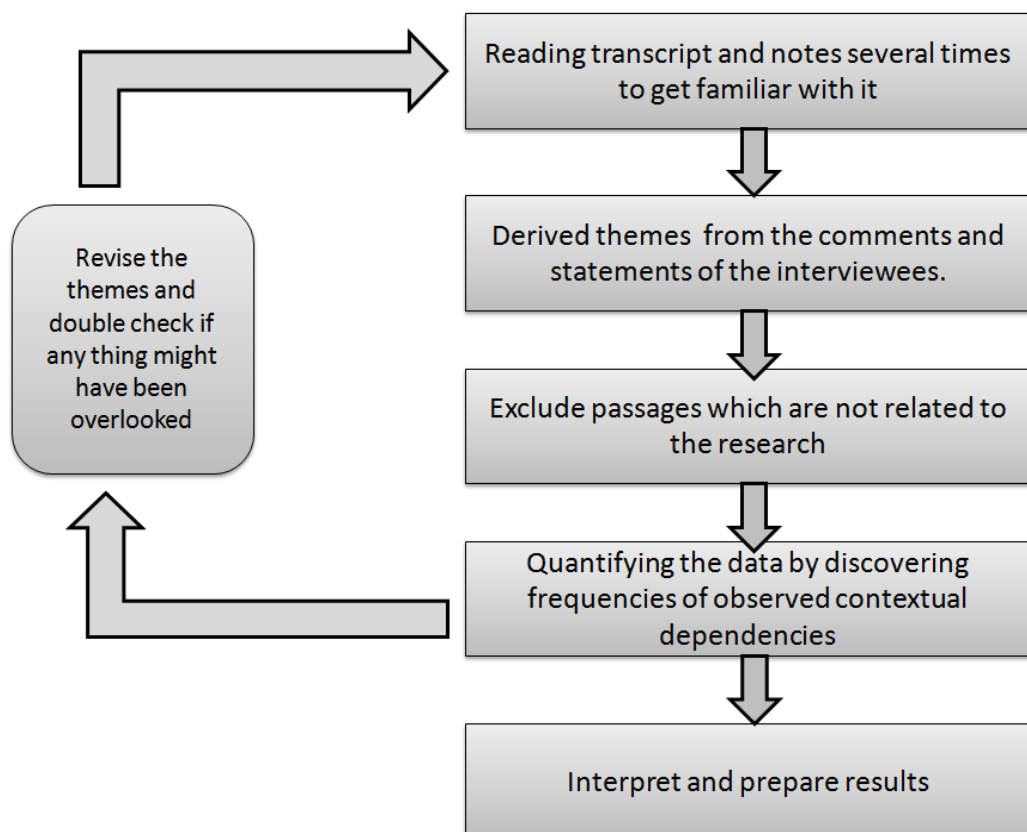 Reading transcript and notes several times
to get familiar with it
Derived themes from the comments and
statements of the interviewees.
Exclude passages which are not related to
the research
Quantifying the data by discovering
frequencies of observed contextual
dependencies
Interpret and prepare results
Revise the
themes and
double check if
any thing might
have been
overlooked